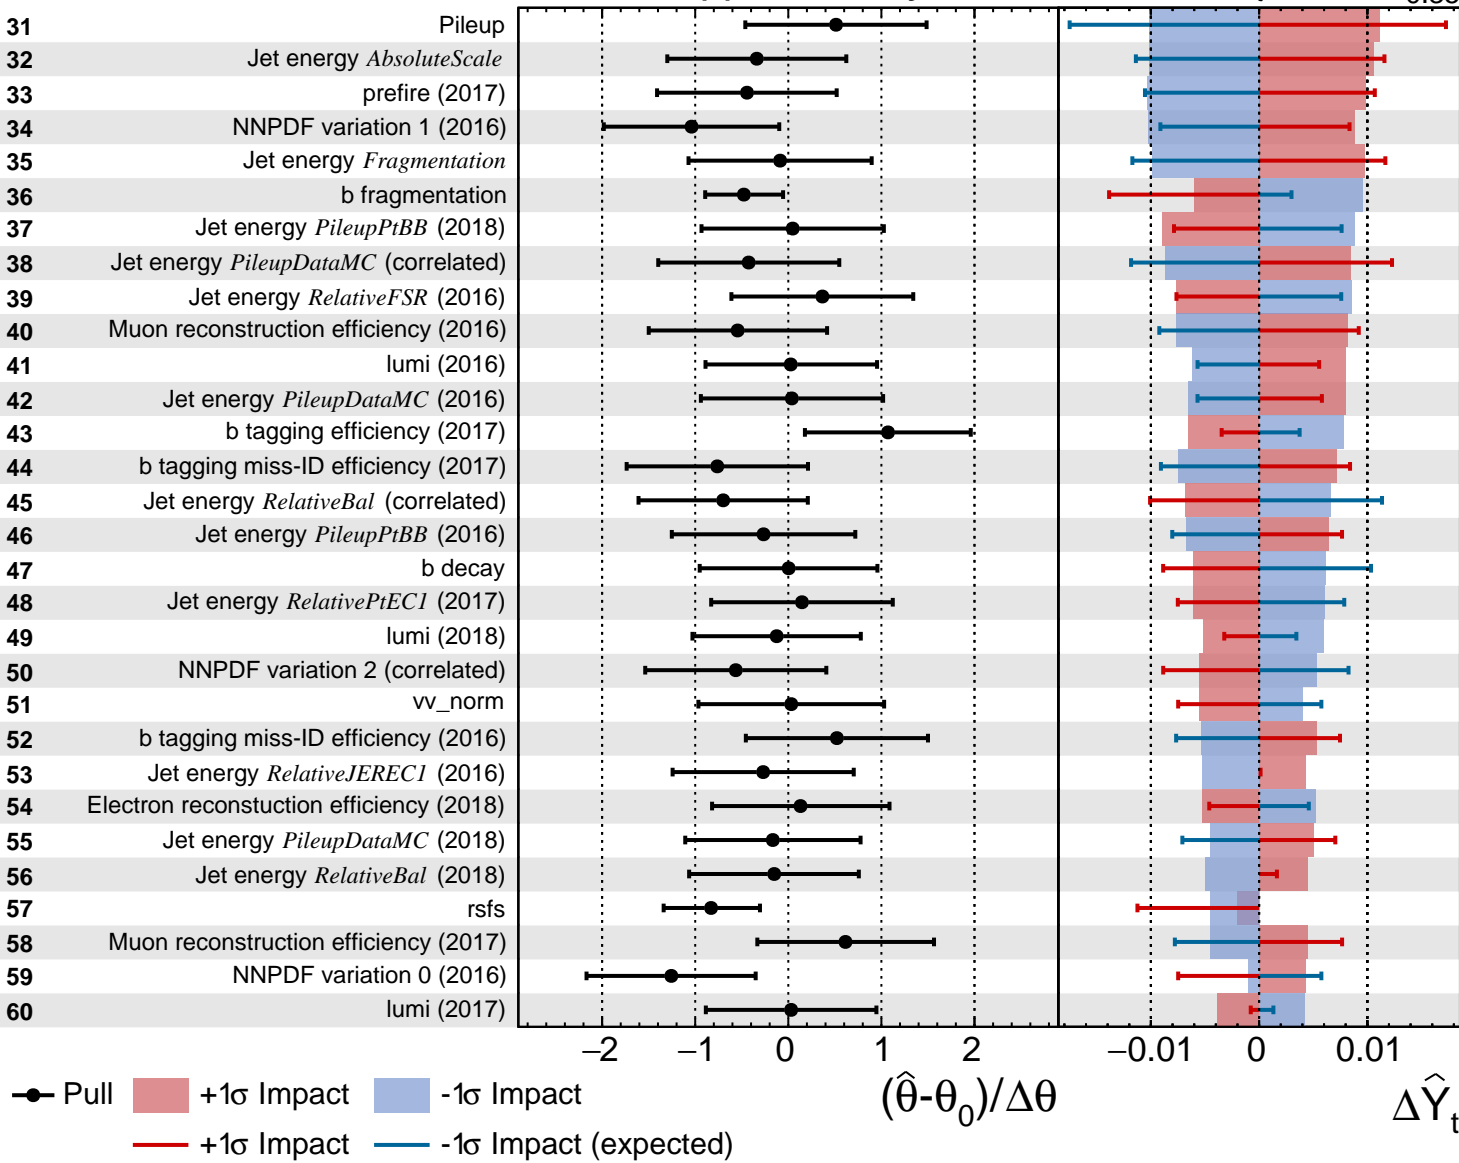 31 Pileup
32 Jet energy AbsoluteScale
33 prefire (2017)
34 NNPDF variation 1 (2016)
35 Jet energy Fragmentation
36 b fragmentation
37 Jet energy PileupPtBB (2018)
38 Jet energy PileupDataMC (correlated)
39 Jet energy RelativeFSR (2016)
40 Muon reconstruction efficiency (2016)
41 lumi (2016)
42 Jet energy PileupDataMC (2016)
43 b tagging efficiency (2017)
44 b tagging miss-ID efficiency (2017)
45 Jet energy RelativeBal (correlated)
46 Jet energy PileupPtBB (2016)
47 b decay
48 Jet energy RelativePtEC1 (2017)
49 lumi (2018)
50 NNPDF variation 2 (correlated)
51 vv_norm
52 b tagging miss-ID efficiency (2016)
53 Jet energy RelativeJEREC1 (2016)
54 Electron reconstuction efficiency (2018)
55 Jet energy PileupDataMC (2018)
56 Jet energy RelativeBal (2018)
57 rsfs
58 Muon reconstruction efficiency (2017)
59 NNPDF variation 0 (2016)
60 lumi (2017)
−2 −1 0 1 2 −0.01 0 0.01
Pull +1σ Impact -1σ Impact (θ̂-θ₀)/Δθ ΔŶₜ
+1σ Impact -1σ Impact (expected)